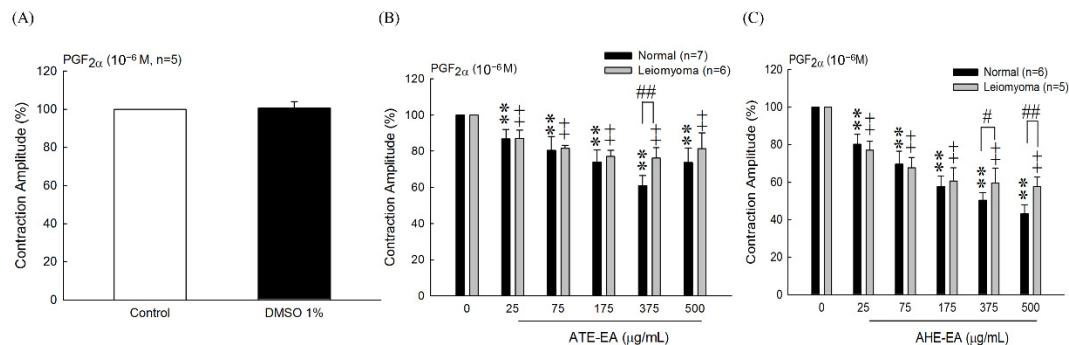 (A)
PGF2α (10⁻⁶ M, n=5)
Contraction Amplitude (%)
120
100
80
60
40
20
0
Control DMSO 1%
(B)
PGF2α (10⁻⁶M)
Normal (n=7)
Leiomyoma (n=6)
Contraction Amplitude (%)
120
100
80
60
40
20
0
** ‡ ** ‡ ** ‡ ** ‡ ** ‡
##
0 25 75 175 375 500
ATE-EA (μg/mL)
(C)
PGF2α (10⁻⁶M)
Normal (n=6)
Leiomyoma (n=5)
Contraction Amplitude (%)
120
100
80
60
40
20
0
** ‡ ** ‡ ** ‡ ** ‡ ** ‡
# ##
0 25 75 175 375 500
AHE-EA (μg/mL)